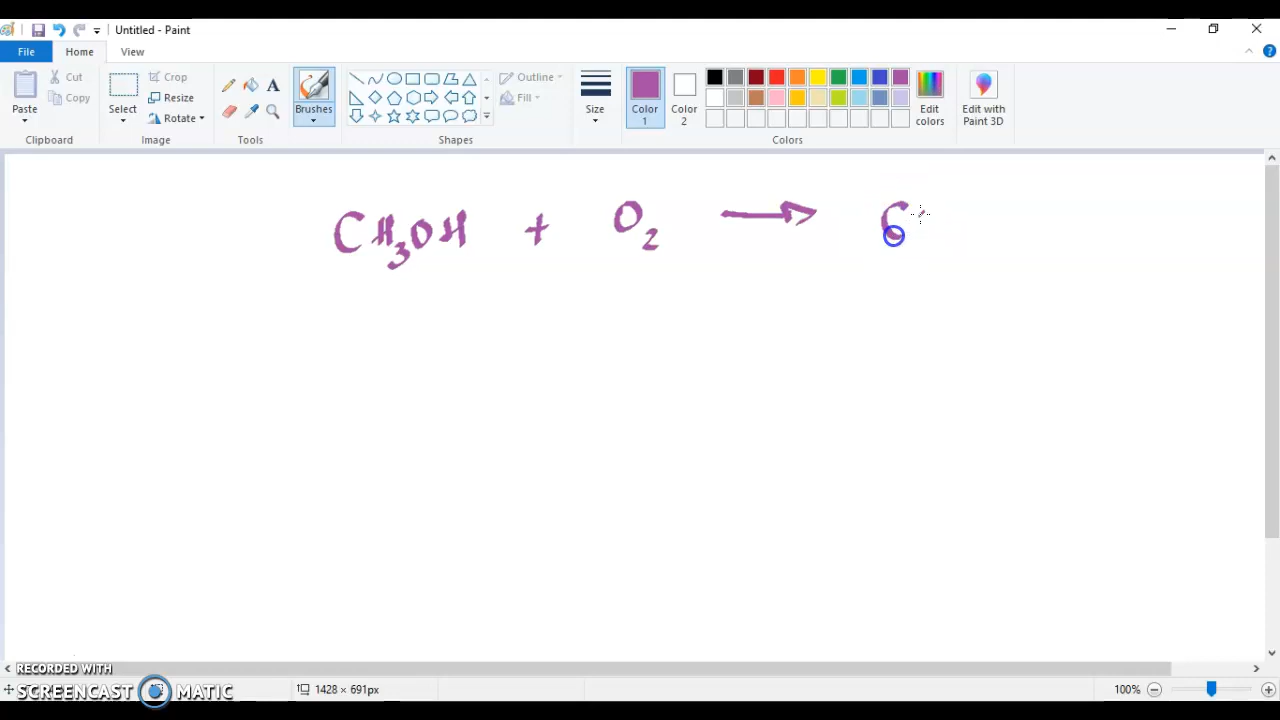 Untitled - Paint
File Home View
Paste
Cut
Copy
Clipboard
Select
Crop
Resize
Rotate
Image
A
Tools
Brushes
Shapes
Outline
Fill
Size
Color 1
Color 2
Colors
Edit colors
Edit with Paint 3D
CH₃OH + O₂ → C
RECORDED WITH
SCREENCAST MATIC
1428 × 691px
100%